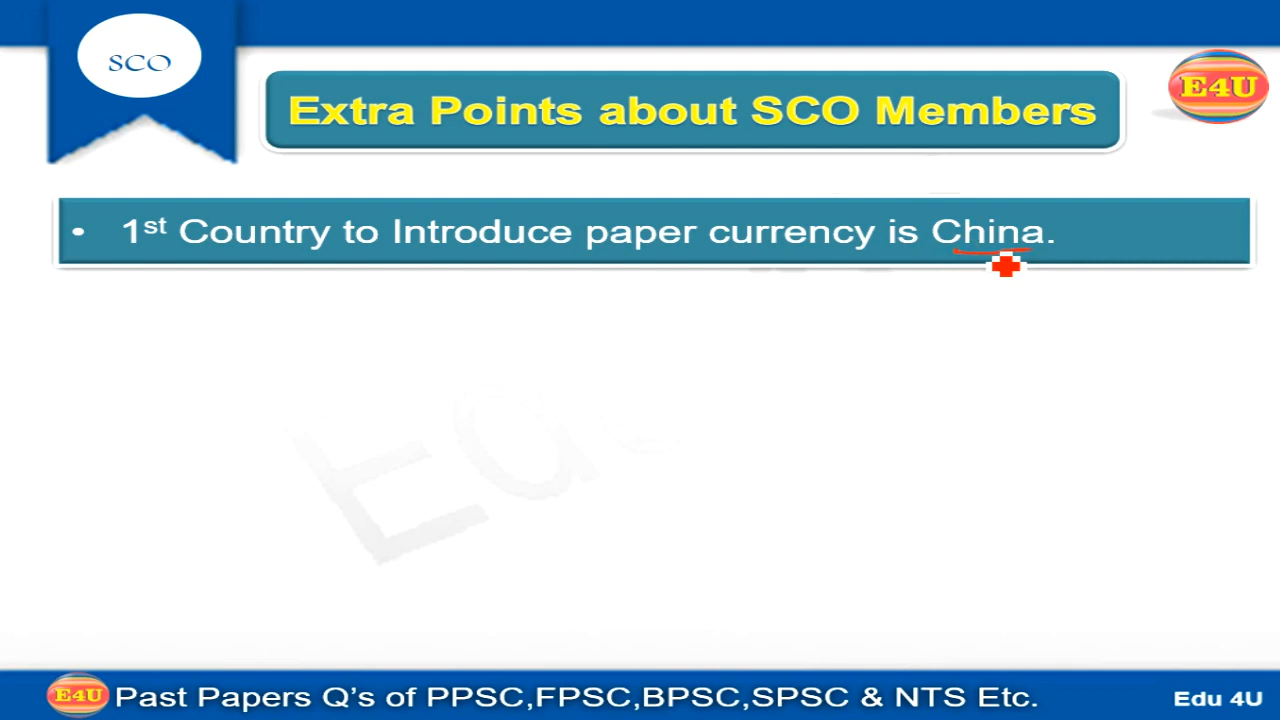 SCO
Extra Points about SCO Members
E4U
• 1st Country to Introduce paper currency is China.
Edu
E4U Past Papers Q's of PPSC,FPSC,BPSC,SPSC & NTS Etc.
Edu 4U